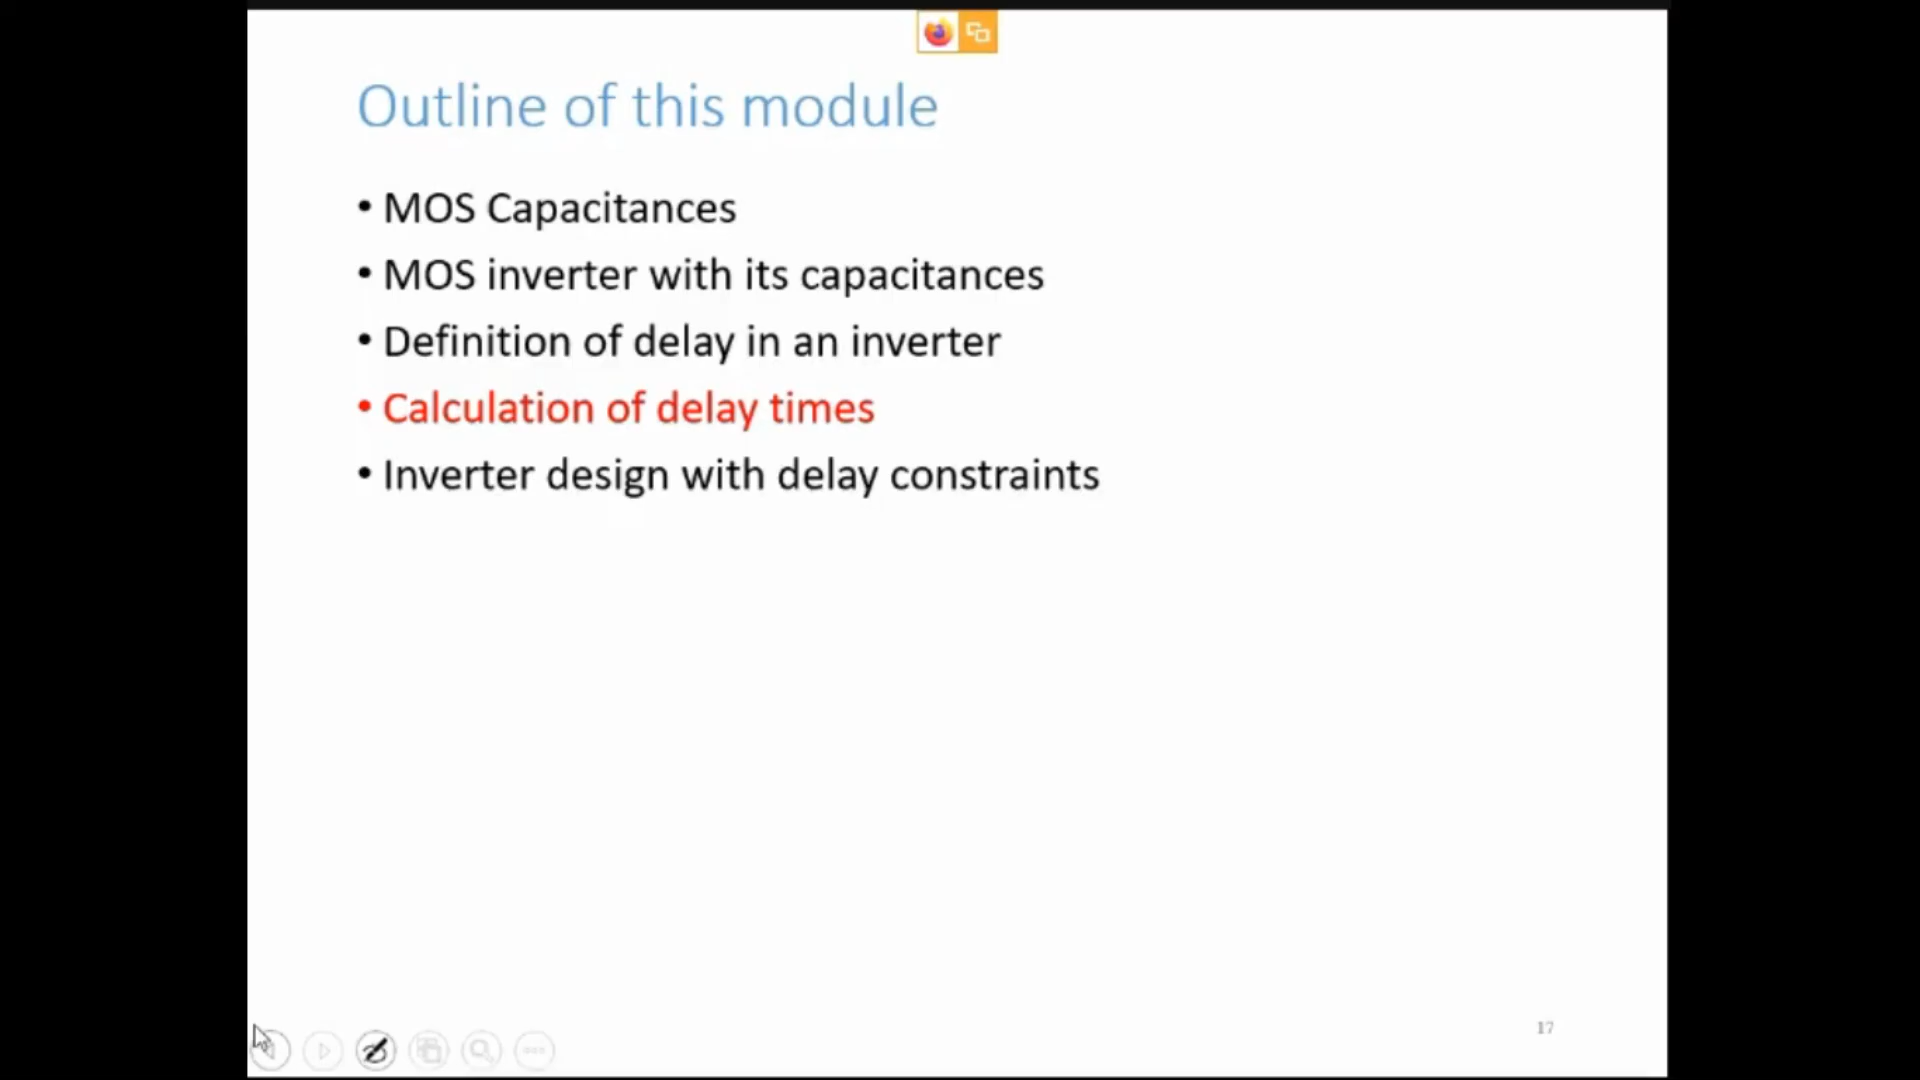 Outline of this module
• MOS Capacitances
• MOS inverter with its capacitances
• Definition of delay in an inverter
• Calculation of delay times
• Inverter design with delay constraints
17